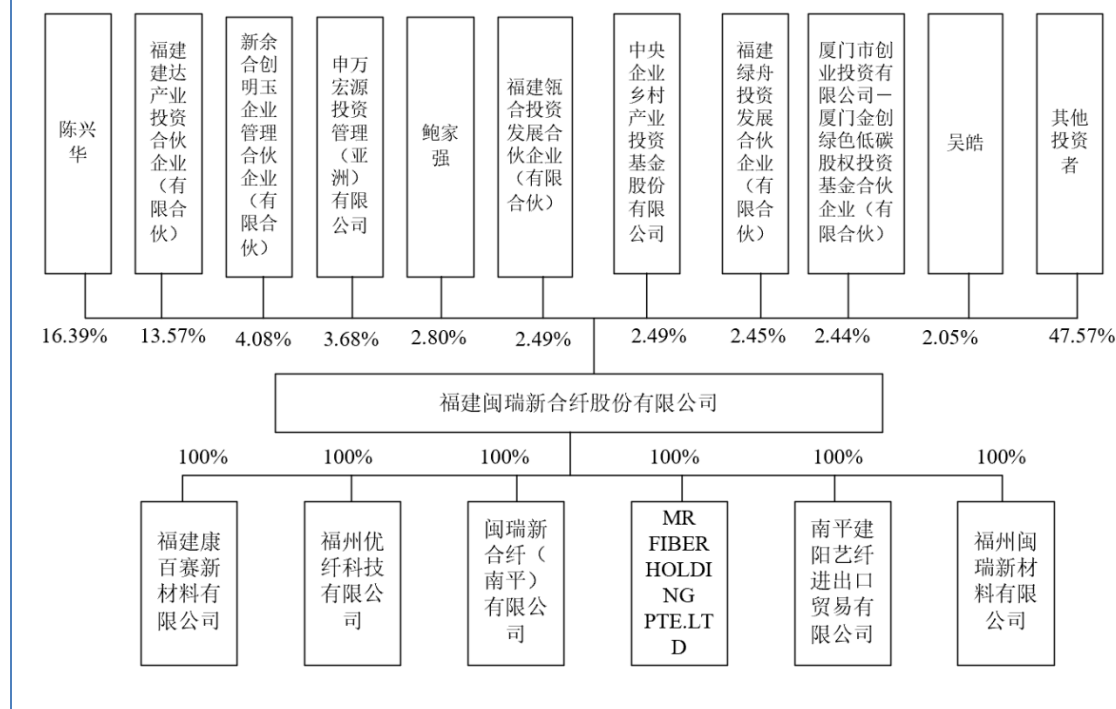 陈兴
华
福建
建达
产业
投资
合伙
企业
（有
限合
伙）
新余
合创
明玉
企业
管理
合伙
企业
（有
限合
伙）
申万
宏源
投资
管理
（亚
洲）
有限
公司
鲍家
强
福建瓴
合投资
发展合
伙企业
（有限
合伙）
中央
企业
乡村
产业
投资
基金
股份
有限
公司
福建
绿舟
投资
发展
合伙
企业
（有
限合
伙）
厦门市创
业投资有
限公司－
厦门金创
绿色低碳
股权投资
基金合伙
企业（有
限合伙）
吴皓
其他
投资
者
16.39%
13.57%
4.08%
3.68%
2.80%
2.49%
2.49%
2.45%
2.44%
2.05%
47.57%
福建闽瑞新合纤股份有限公司
100%
100%
100%
100%
100%
100%
福建康
百赛新
材料有
限公司
福州优
纤科技
有限公
司
闽瑞新
合纤（
南平）
有限公
司
MR
FIBER
HOLDI
NG
PTE.LT
D
南平建
阳艺纤
进出口
贸易有
限公司
福州闽
瑞新材
料有限
公司